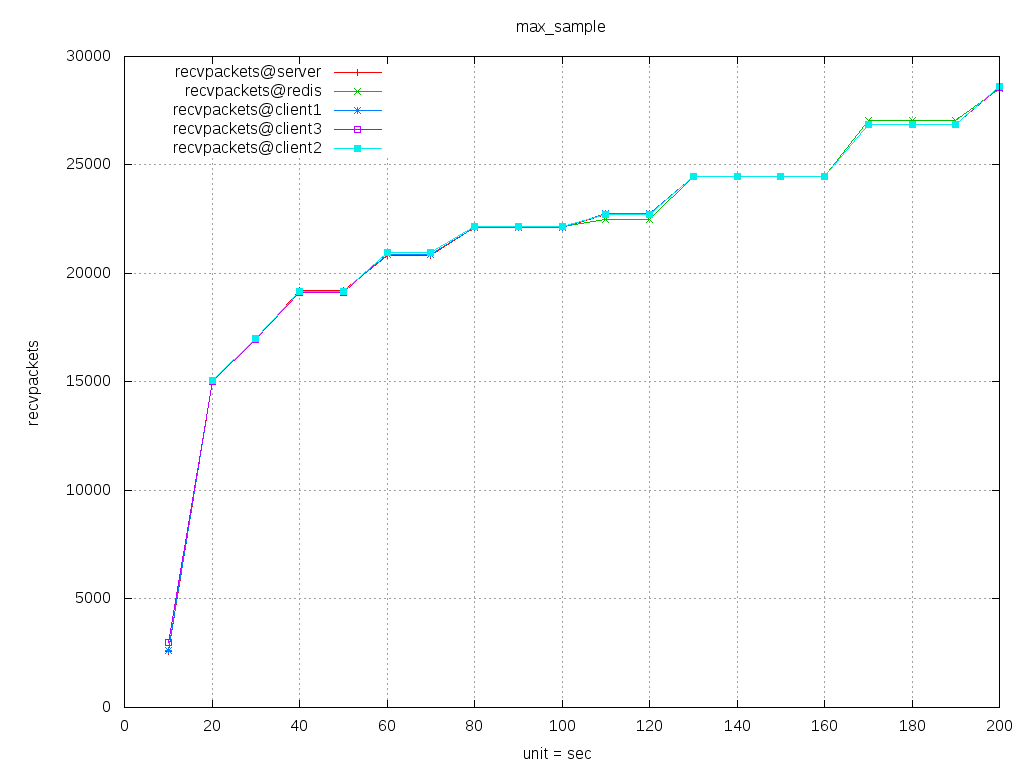 max_sample
30000
25000
20000
15000
10000
5000
0
recvpackets@server
recvpackets@redis
recvpackets@client1
recvpackets@client3
recvpackets@client2
recvpackets
0 20 40 60 80 100 120 140 160 180 200
unit = sec